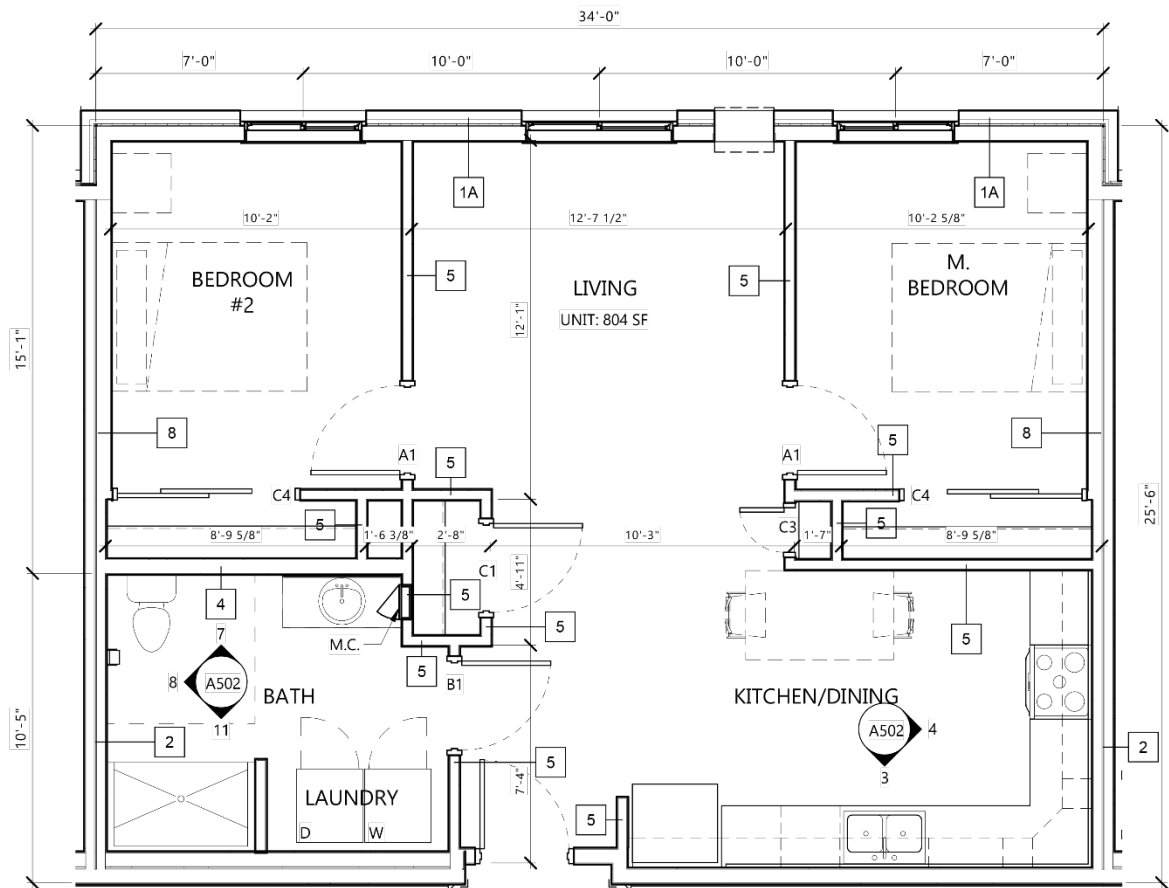 34'-0"
7'-0"
10'-0"
10'-0"
7'-0"
1A
1A
10'-2"
12'-7 1/2"
10'-2 5/8"
BEDROOM
#2
5
LIVING
UNIT: 804 SF
5
M.
BEDROOM
12'-1"
15'-1"
25'-6"
8
8
A1
5
A1
5
C4
C4
5
C3
5
8'-9 5/8"
1'-6 3/8"
2'-8"
10'-3"
1'-7"
8'-9 5/8"
4'-11"
C1
4
5
5
5
M.C.
7
5
B1
8
A502
BATH
11
KITCHEN/DINING
A502
4
3
10'-5"
2
5
2
7'-4"
LAUNDRY
D
W
5